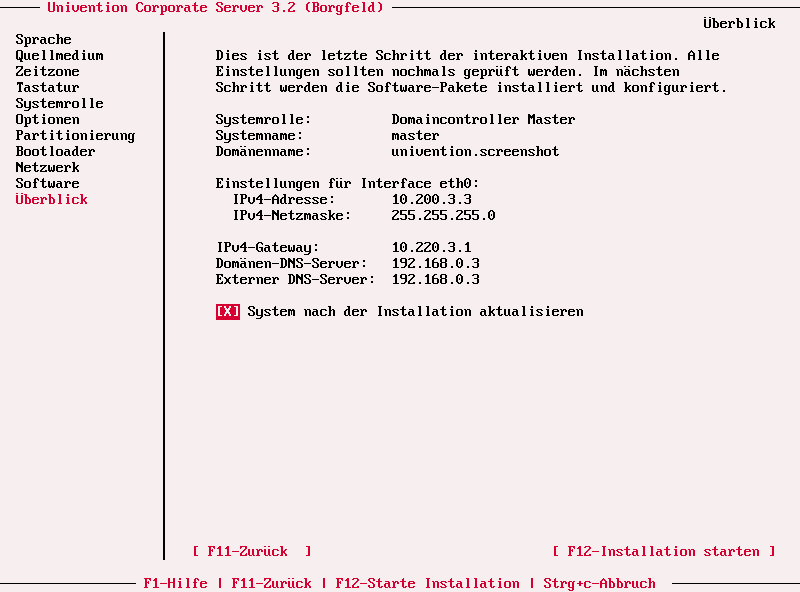 Univention Corporate Server 3.2 (Borgfeld)
Überblick
Sprache
Quellmedium
Zeitzone
Tastatur
Systemrolle
Optionen
Partitionierung
Bootloader
Netzwerk
Software
Überblick
Dies ist der letzte Schritt der interaktiven Installation. Alle
Einstellungen sollten nochmals geprüft werden. Im nächsten
Schritt werden die Software-Pakete installiert und konfiguriert.
Systemrolle: Domaincontroller Master
Systemname: master
Domänenname: univention.screenshot
Einstellungen für Interface eth0:
IPv4-Adresse: 10.200.3.3
IPv4-Netzmaske: 255.255.255.0
IPv4-Gateway: 10.220.3.1
Domänen-DNS-Server: 192.168.0.3
Externer DNS-Server: 192.168.0.3
[X] System nach der Installation aktualisieren
[ F11-Zurück ] [ F12-Installation starten ]
F1-Hilfe | F11-Zurück | F12-Starte Installation | Strg+c-Abbruch